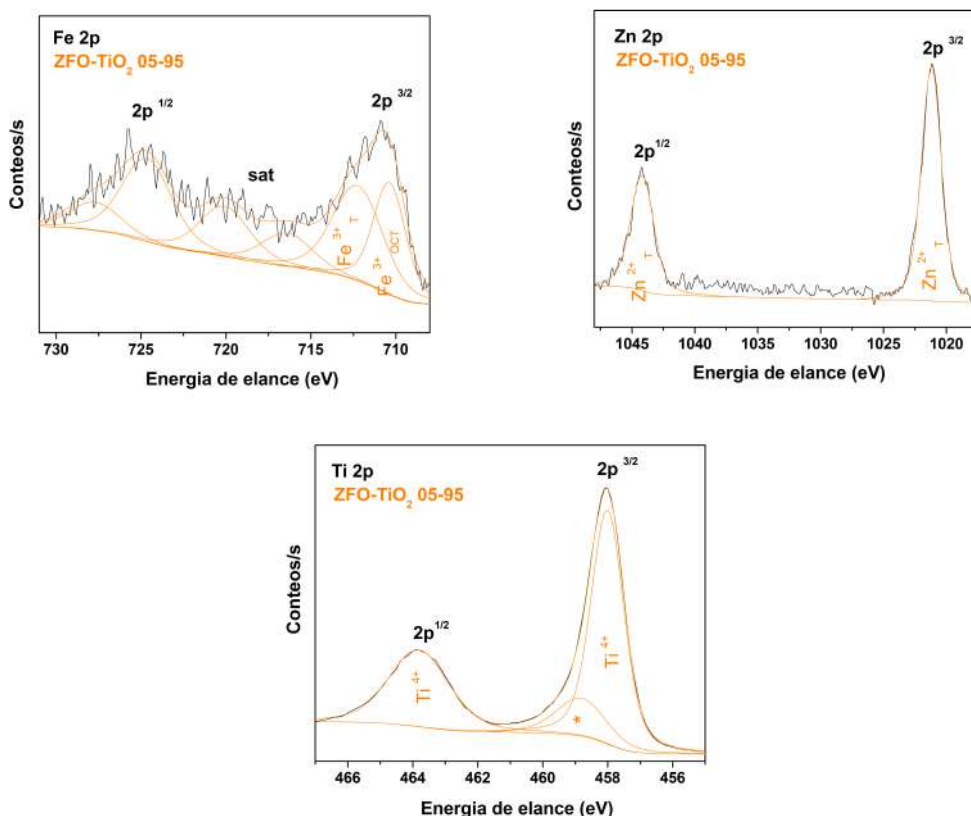 Fe 2p
ZFO-TiO₂ 05-95
2p ¹/²
sat
2p ³/²
Fe ³⁺ T
Fe ³⁺ OCT
Conteos/s
730 725 720 715 710
Energia de elance (eV)
Zn 2p
ZFO-TiO₂ 05-95
2p ³/²
2p¹/²
Zn ²⁺ T
Zn ²⁺ T
Conteos/s
1045 1040 1035 1030 1025 1020
Energia de elance (eV)
Ti 2p
ZFO-TiO₂ 05-95
2p ³/²
2p¹/²
Ti ⁴⁺
Ti ⁴⁺
*
Conteos/s
466 464 462 460 458 456
Energia de elance (eV)